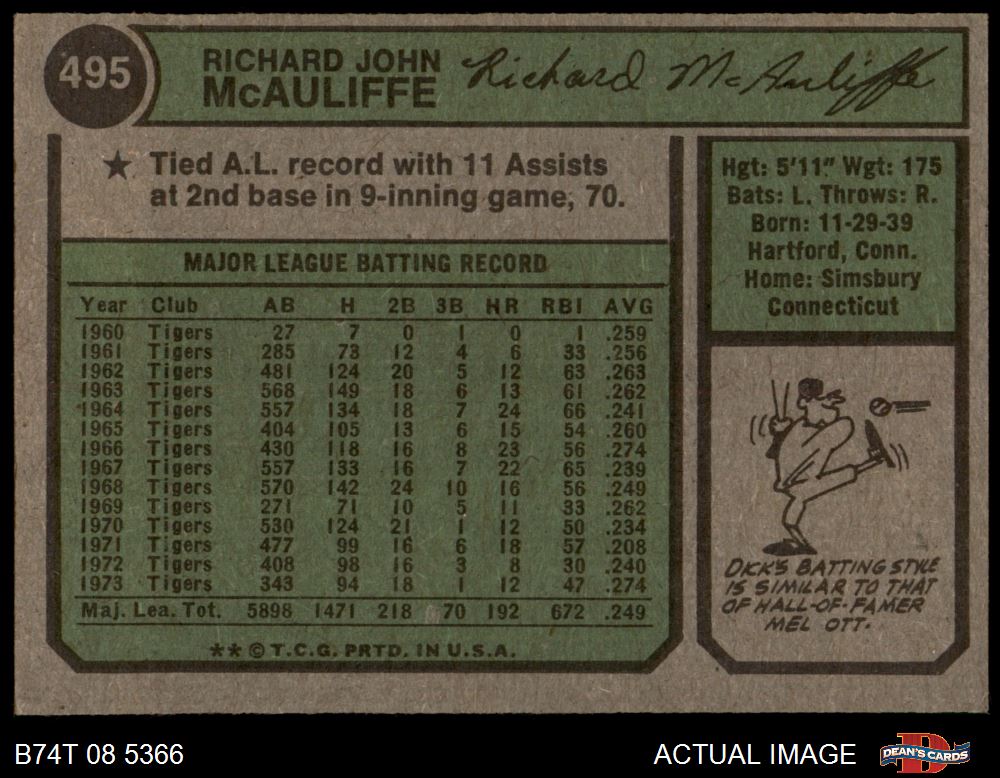 495
RICHARD JOHN
McAULIFFE
Richard McAuliffe
★ Tied A.L. record with 11 Assists
at 2nd base in 9-inning game, 70.
MAJOR LEAGUE BATTING RECORD
Year Club AB H 2B 3B HR RBI AVG
1960 Tigers 27 7 0 1 0 1 .259
1961 Tigers 285 73 12 4 6 33 .256
1962 Tigers 481 124 20 5 12 63 .263
1963 Tigers 568 149 18 6 13 61 .262
1964 Tigers 557 134 18 7 24 66 .241
1965 Tigers 404 105 13 6 15 54 .260
1966 Tigers 430 118 16 8 23 56 .274
1967 Tigers 557 133 16 7 22 65 .239
1968 Tigers 570 142 24 10 16 56 .249
1969 Tigers 271 71 10 5 11 33 .262
1970 Tigers 530 124 21 1 12 50 .234
1971 Tigers 477 99 16 6 18 57 .208
1972 Tigers 408 98 16 3 8 30 .240
1973 Tigers 343 94 18 1 12 47 .274
Maj. Lea. Tot. 5898 1471 218 70 192 672 .249
**© T.C.G. PRTD. IN U.S.A.
Hgt: 5'11" Wgt: 175
Bats: L. Throws: R.
Born: 11-29-39
Hartford, Conn.
Home: Simsbury
Connecticut
DICK'S BATTING STYLE
IS SIMILAR TO THAT
OF HALL-OF-FAMER
MEL OTT.
B74T 08 5366
ACTUAL IMAGE
D
DEAN'S CARDS